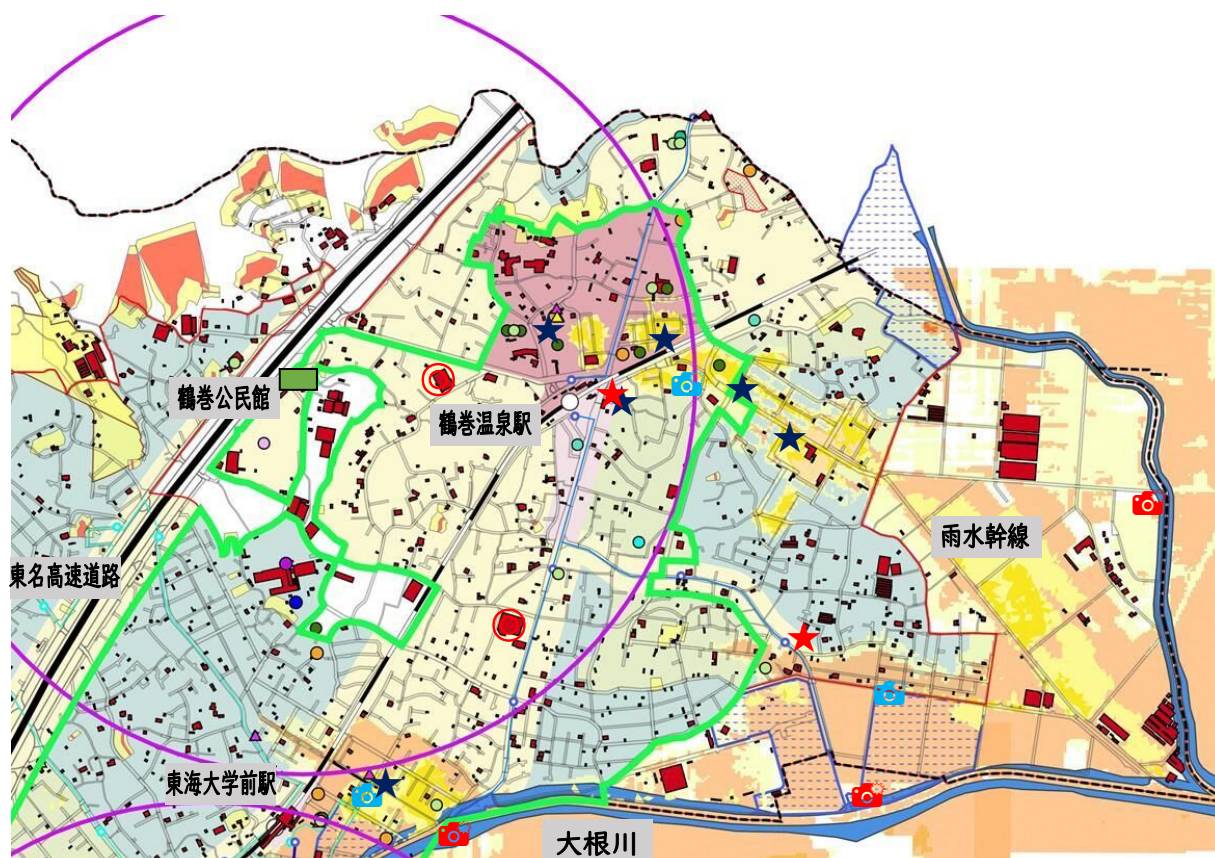 鶴巻公民館
鶴巻温泉駅
雨水幹線
東名高速道路
東海大学前駅
大根川